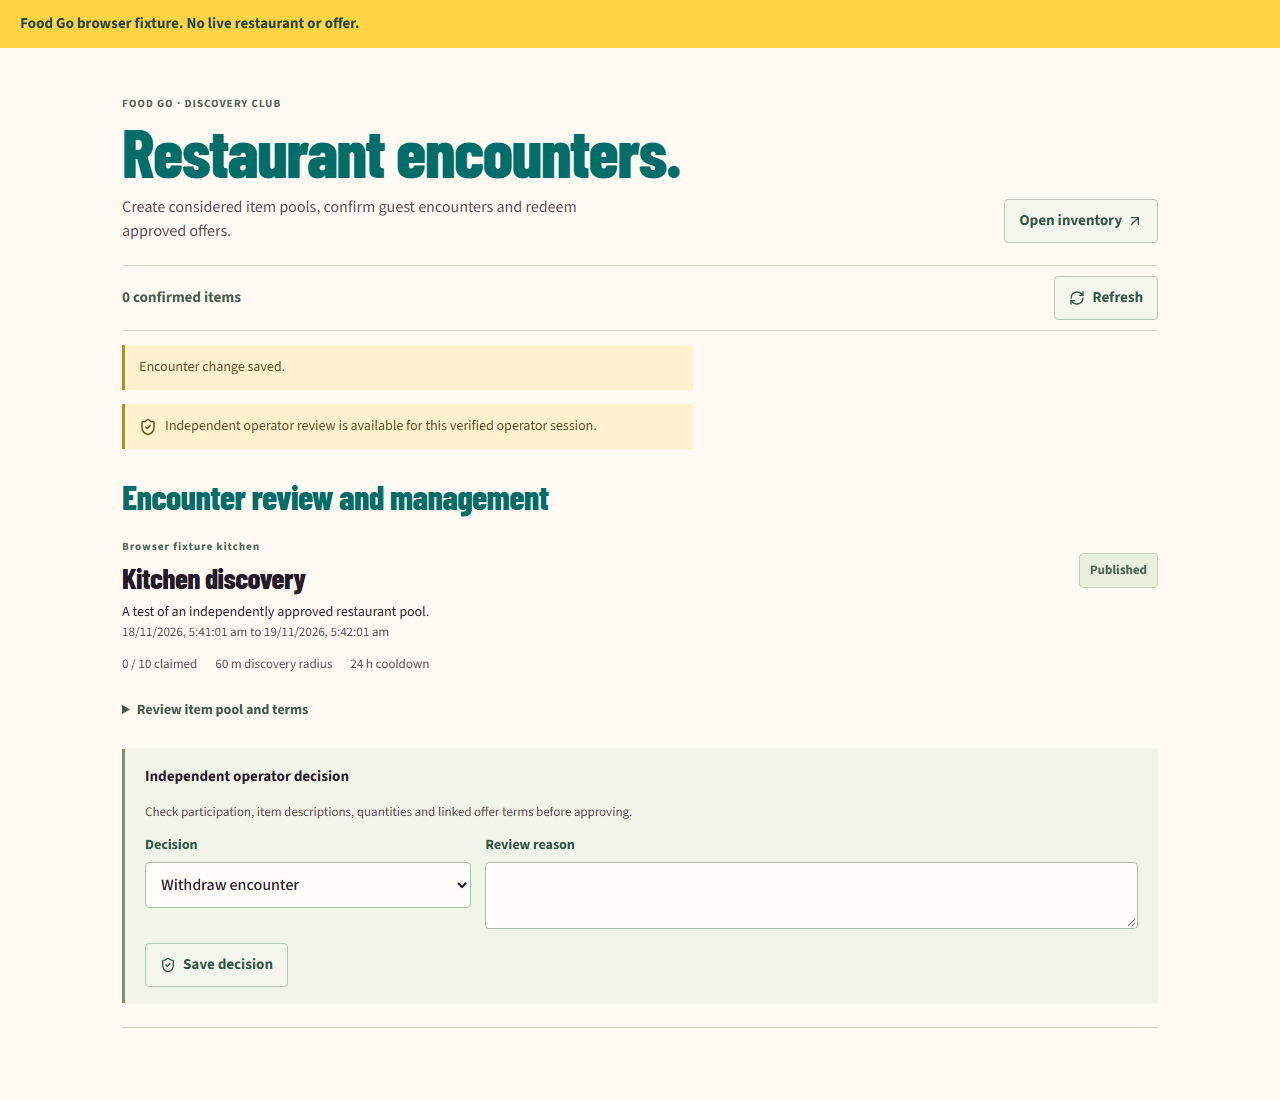 Food Go browser fixture. No live restaurant or offer.
FOOD GO · DISCOVERY CLUB
Restaurant encounters.
Create considered item pools, confirm guest encounters and redeem
approved offers.
Open inventory
0 confirmed items
Refresh
Encounter change saved.
Independent operator review is available for this verified operator session.
Encounter review and management
Browser fixture kitchen
Kitchen discovery
Published
A test of an independently approved restaurant pool.
18/11/2026, 5:41:01 am to 19/11/2026, 5:42:01 am
0 / 10 claimed 60 m discovery radius 24 h cooldown
Review item pool and terms
Independent operator decision
Check participation, item descriptions, quantities and linked offer terms before approving.
Decision Review reason
Withdraw encounter
Save decision